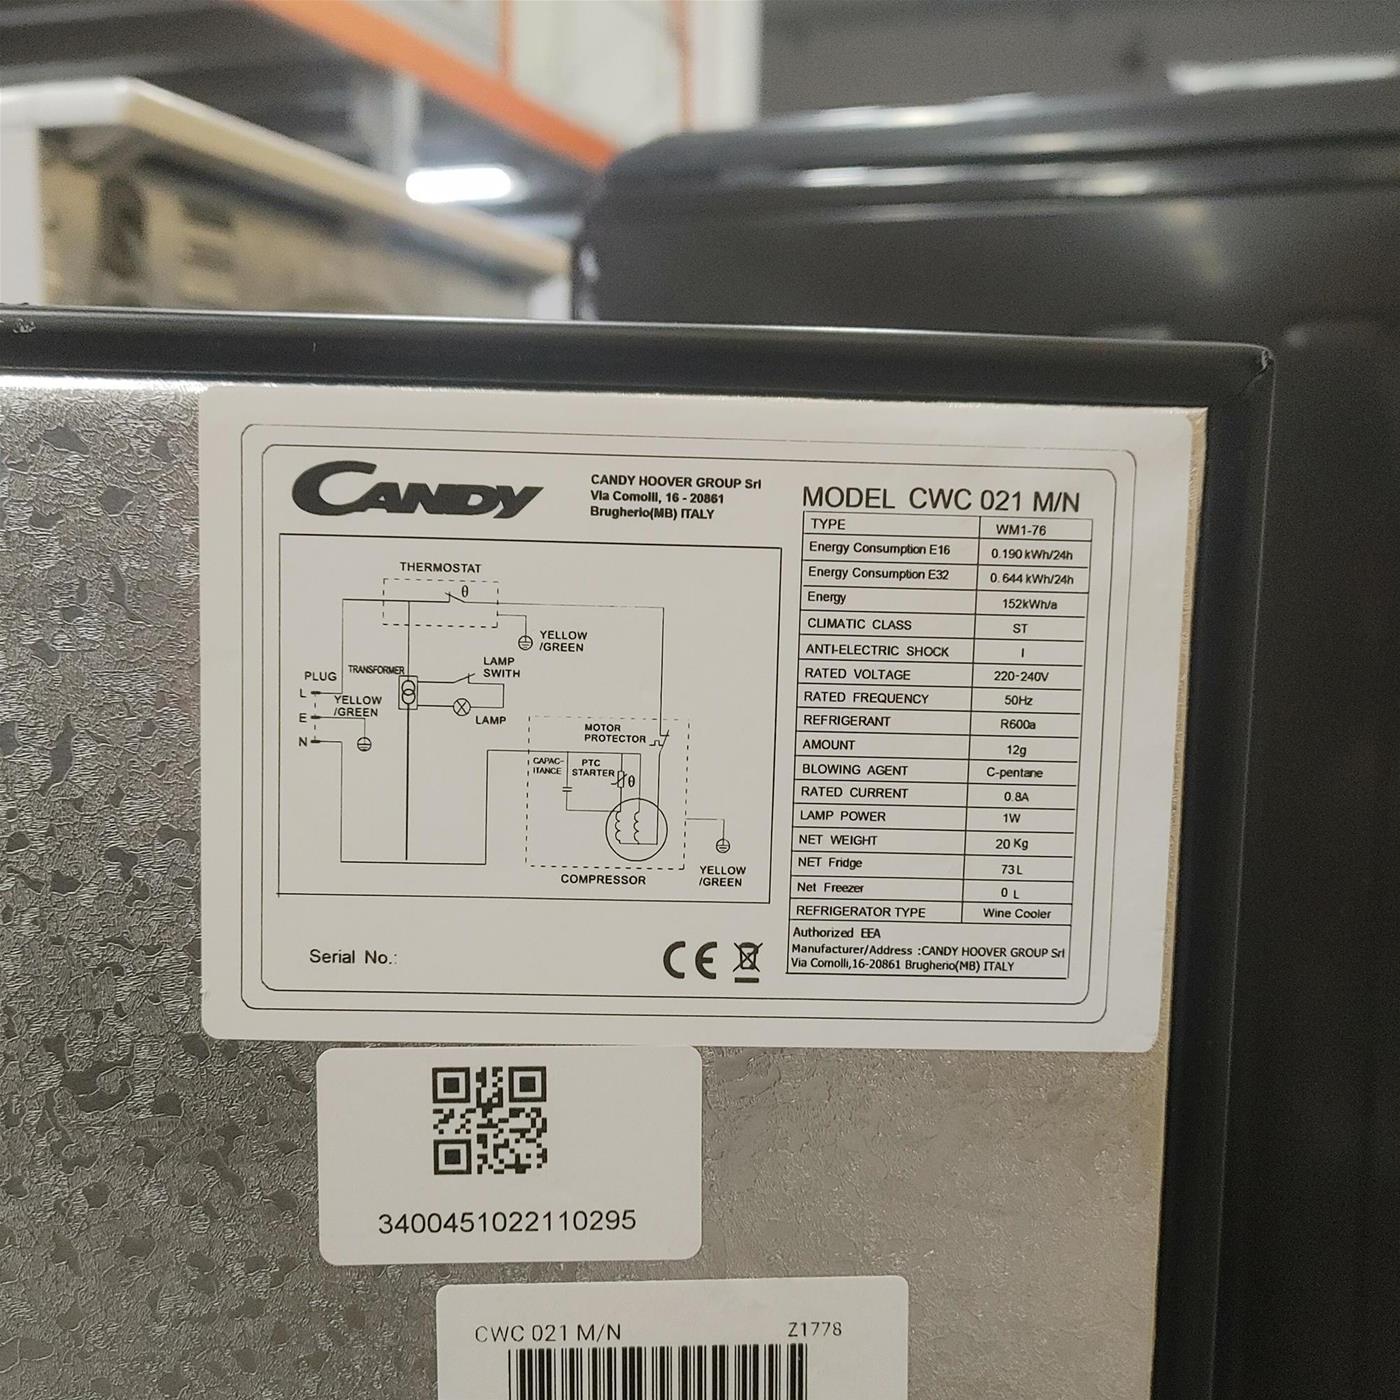 CANDY
CANDY HOOVER GROUP Srl
Via Comolli, 16 - 20861
Brugherio(MB) ITALY
THERMOSTAT
θ
YELLOW
/GREEN
TRANSFORMER
LAMP
SWITH
PLUG
L
YELLOW
/GREEN
E
N
LAMP
MOTOR
PROTECTOR
CAPAC-
ITANCE
PTC
STARTER
θ
COMPRESSOR
YELLOW
/GREEN
Serial No.:
CE
MODEL CWC 021 M/N
TYPE WM1-76
Energy Consumption E16 0.190 kWh/24h
Energy Consumption E32 0.644 kWh/24h
Energy 152kWh/a
CLIMATIC CLASS ST
ANTI-ELECTRIC SHOCK I
RATED VOLTAGE 220-240V
RATED FREQUENCY 50Hz
REFRIGERANT R600a
AMOUNT 12g
BLOWING AGENT C-pentane
RATED CURRENT 0.8A
LAMP POWER 1W
NET WEIGHT 20 Kg
NET Fridge 73L
Net Freezer 0 L
REFRIGERATOR TYPE Wine Cooler
Authorized EEA
Manufacturer/Address :CANDY HOOVER GROUP Srl
Via Comolli,16-20861 Brugherio(MB) ITALY
3400451022110295
CWC 021 M/N Z1778